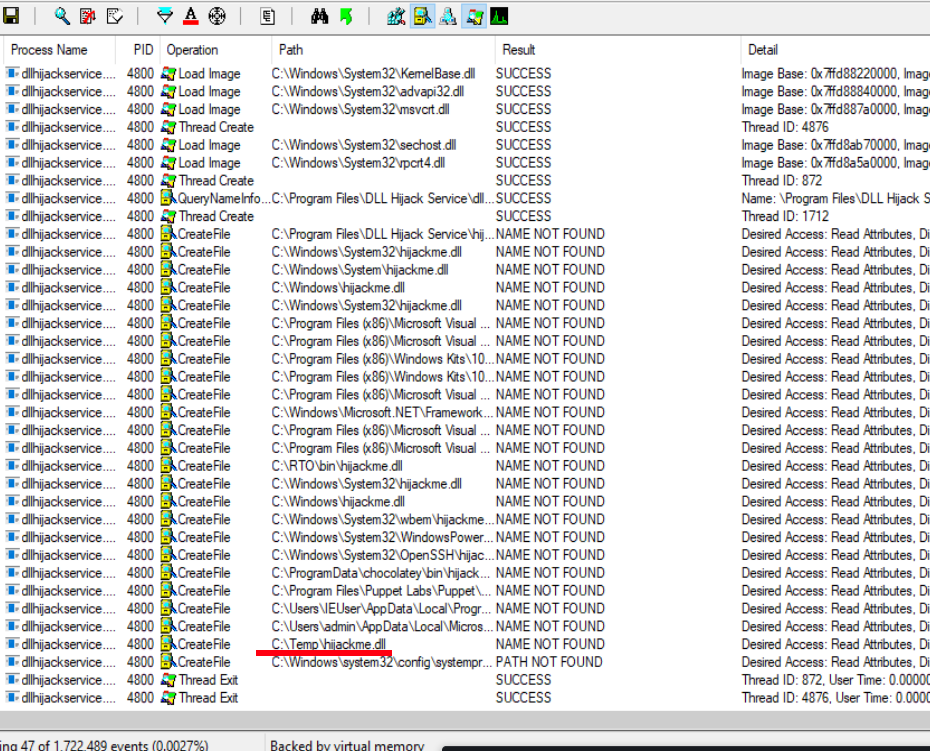 Process Name PID Operation Path Result Detail
dllhijackservice.... 4800 Load Image C:\Windows\System32\KernelBase.dll SUCCESS Image Base: 0x7ffd88220000, Imag
dllhijackservice.... 4800 Load Image C:\Windows\System32\advapi32.dll SUCCESS Image Base: 0x7ffd88840000, Imag
dllhijackservice.... 4800 Load Image C:\Windows\System32\msvcrt.dll SUCCESS Image Base: 0x7ffd887a0000, Imag
dllhijackservice.... 4800 Thread Create SUCCESS Thread ID: 4876
dllhijackservice.... 4800 Load Image C:\Windows\System32\sechost.dll SUCCESS Image Base: 0x7ffd8ab70000, Imag
dllhijackservice.... 4800 Load Image C:\Windows\System32\rpcrt4.dll SUCCESS Image Base: 0x7ffd8a5a0000, Imag
dllhijackservice.... 4800 Thread Create SUCCESS Thread ID: 872
dllhijackservice.... 4800 QueryNameInfo... C:\Program Files\DLL Hijack Service\dll... SUCCESS Name: \Program Files\DLL Hijack S
dllhijackservice.... 4800 Thread Create SUCCESS Thread ID: 1712
dllhijackservice.... 4800 CreateFile C:\Program Files\DLL Hijack Service\hij... NAME NOT FOUND Desired Access: Read Attributes, Di
dllhijackservice.... 4800 CreateFile C:\Windows\System32\hijackme.dll NAME NOT FOUND Desired Access: Read Attributes, Di
dllhijackservice.... 4800 CreateFile C:\Windows\System\hijackme.dll NAME NOT FOUND Desired Access: Read Attributes, Di
dllhijackservice.... 4800 CreateFile C:\Windows\hijackme.dll NAME NOT FOUND Desired Access: Read Attributes, Di
dllhijackservice.... 4800 CreateFile C:\Windows\System32\hijackme.dll NAME NOT FOUND Desired Access: Read Attributes, Di
dllhijackservice.... 4800 CreateFile C:\Program Files (x86)\Microsoft Visual ... NAME NOT FOUND Desired Access: Read Attributes, Di
dllhijackservice.... 4800 CreateFile C:\Program Files (x86)\Microsoft Visual ... NAME NOT FOUND Desired Access: Read Attributes, Di
dllhijackservice.... 4800 CreateFile C:\Program Files (x86)\Windows Kits\10... NAME NOT FOUND Desired Access: Read Attributes, Di
dllhijackservice.... 4800 CreateFile C:\Program Files (x86)\Windows Kits\10... NAME NOT FOUND Desired Access: Read Attributes, Di
dllhijackservice.... 4800 CreateFile C:\Program Files (x86)\Microsoft Visual ... NAME NOT FOUND Desired Access: Read Attributes, Di
dllhijackservice.... 4800 CreateFile C:\Windows\Microsoft.NET\Framework... NAME NOT FOUND Desired Access: Read Attributes, Di
dllhijackservice.... 4800 CreateFile C:\Program Files (x86)\Microsoft Visual ... NAME NOT FOUND Desired Access: Read Attributes, Di
dllhijackservice.... 4800 CreateFile C:\Program Files (x86)\Microsoft Visual ... NAME NOT FOUND Desired Access: Read Attributes, Di
dllhijackservice.... 4800 CreateFile C:\RTO\bin\hijackme.dll NAME NOT FOUND Desired Access: Read Attributes, Di
dllhijackservice.... 4800 CreateFile C:\Windows\System32\hijackme.dll NAME NOT FOUND Desired Access: Read Attributes, Di
dllhijackservice.... 4800 CreateFile C:\Windows\hijackme.dll NAME NOT FOUND Desired Access: Read Attributes, Di
dllhijackservice.... 4800 CreateFile C:\Windows\System32\wbem\hijackme... NAME NOT FOUND Desired Access: Read Attributes, Di
dllhijackservice.... 4800 CreateFile C:\Windows\System32\WindowsPower... NAME NOT FOUND Desired Access: Read Attributes, Di
dllhijackservice.... 4800 CreateFile C:\Windows\System32\OpenSSH\hijac... NAME NOT FOUND Desired Access: Read Attributes, Di
dllhijackservice.... 4800 CreateFile C:\ProgramData\chocolatey\bin\hijack... NAME NOT FOUND Desired Access: Read Attributes, Di
dllhijackservice.... 4800 CreateFile C:\Program Files\Puppet Labs\Puppet\... NAME NOT FOUND Desired Access: Read Attributes, Di
dllhijackservice.... 4800 CreateFile C:\Users\IEUser\AppData\Local\Progr... NAME NOT FOUND Desired Access: Read Attributes, Di
dllhijackservice.... 4800 CreateFile C:\Users\admin\AppData\Local\Micros... NAME NOT FOUND Desired Access: Read Attributes, Di
dllhijackservice.... 4800 CreateFile C:\Temp\hijackme.dll NAME NOT FOUND Desired Access: Read Attributes, Di
dllhijackservice.... 4800 CreateFile C:\Windows\system32\config\systempr... PATH NOT FOUND Desired Access: Read Attributes, Di
dllhijackservice.... 4800 Thread Exit SUCCESS Thread ID: 872, User Time: 0.00000
dllhijackservice.... 4800 Thread Exit SUCCESS Thread ID: 4876, User Time: 0.0000
ing 47 of 1,722,489 events (0.0027%) Backed by virtual memory